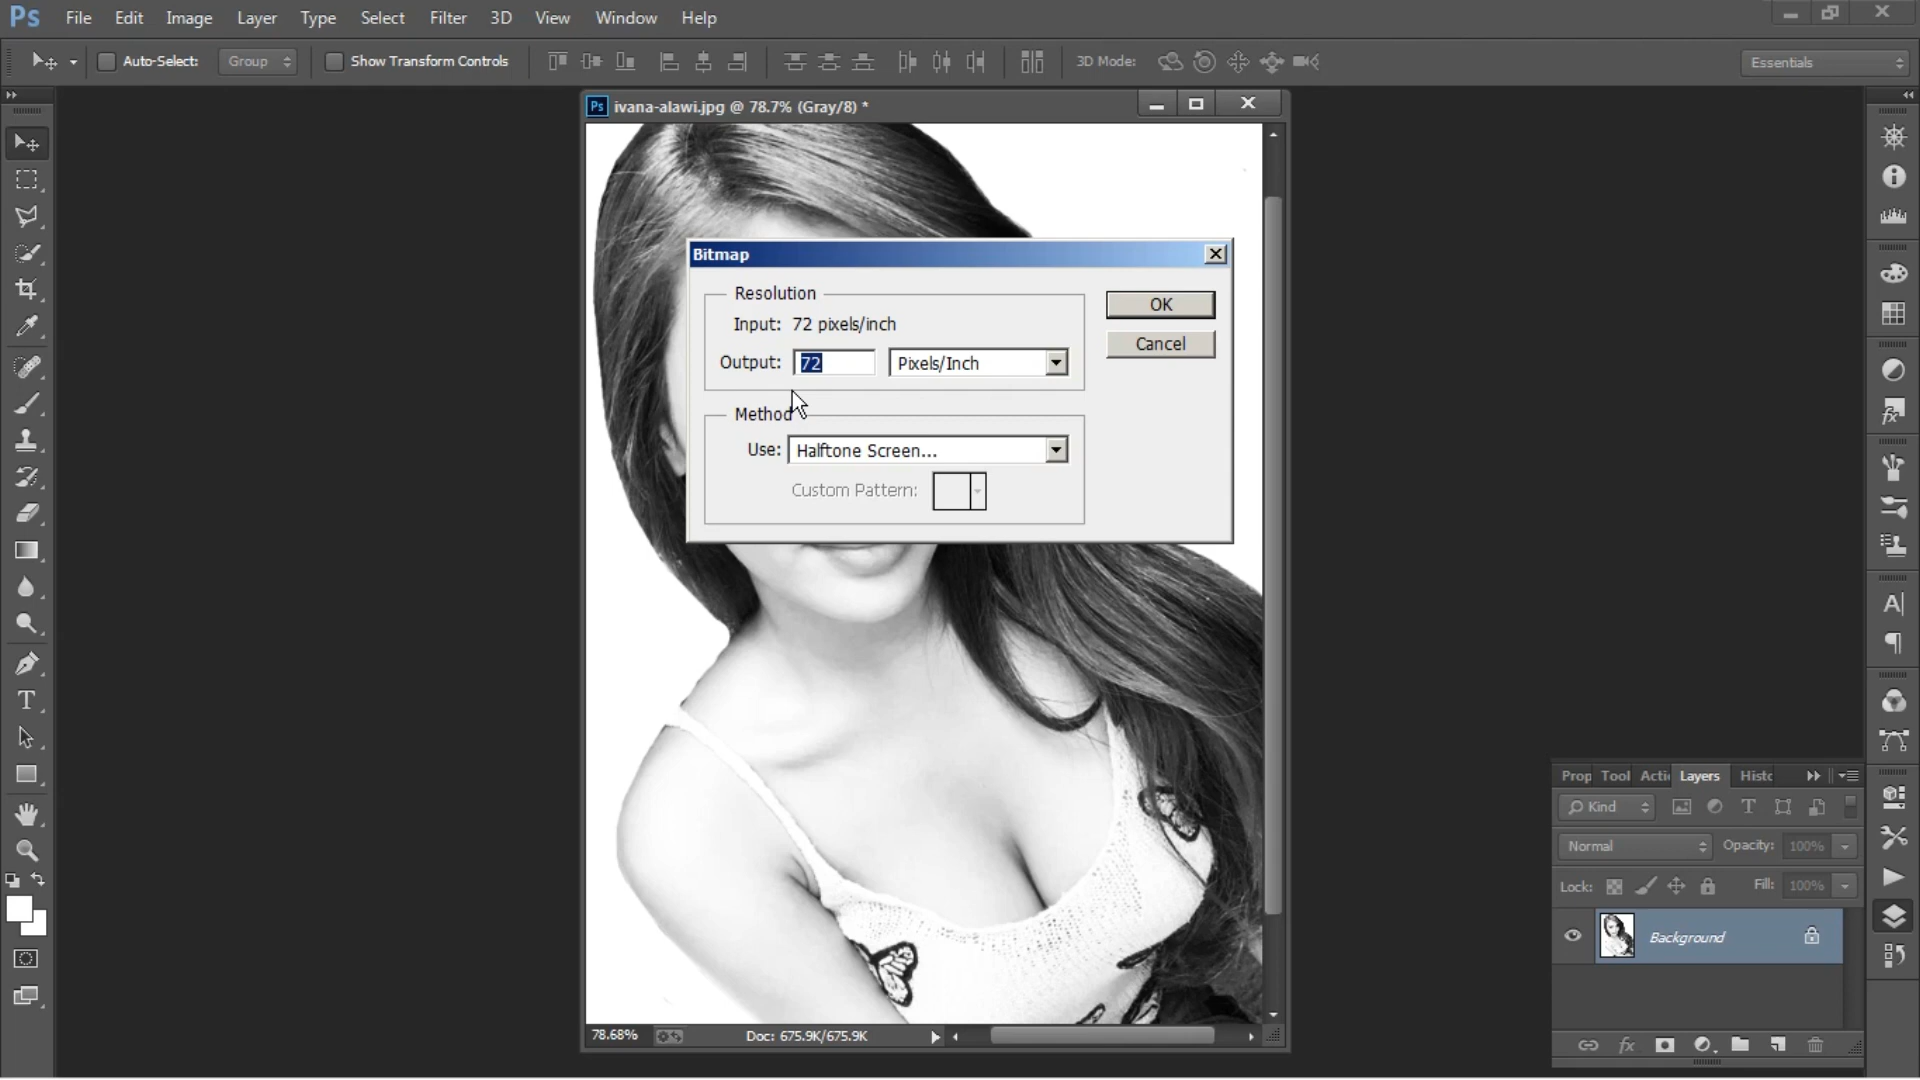 Ps File Edit Image Layer Type Select Filter 3D View Window Help
Auto-Select: Group Show Transform Controls 3D Mode: Essentials
Ps ivana-alawi.jpg @ 78.7% (Gray/8) *
Bitmap
Resolution
Input: 72 pixels/inch
Output: 72 Pixels/Inch
OK
Cancel
Method
Use: Halftone Screen...
Custom Pattern:
Prop Tool Actio Layers Histo
Kind
Normal Opacity: 100%
Lock: Fill: 100%
Background
78.68% Doc: 675.9K/675.9K